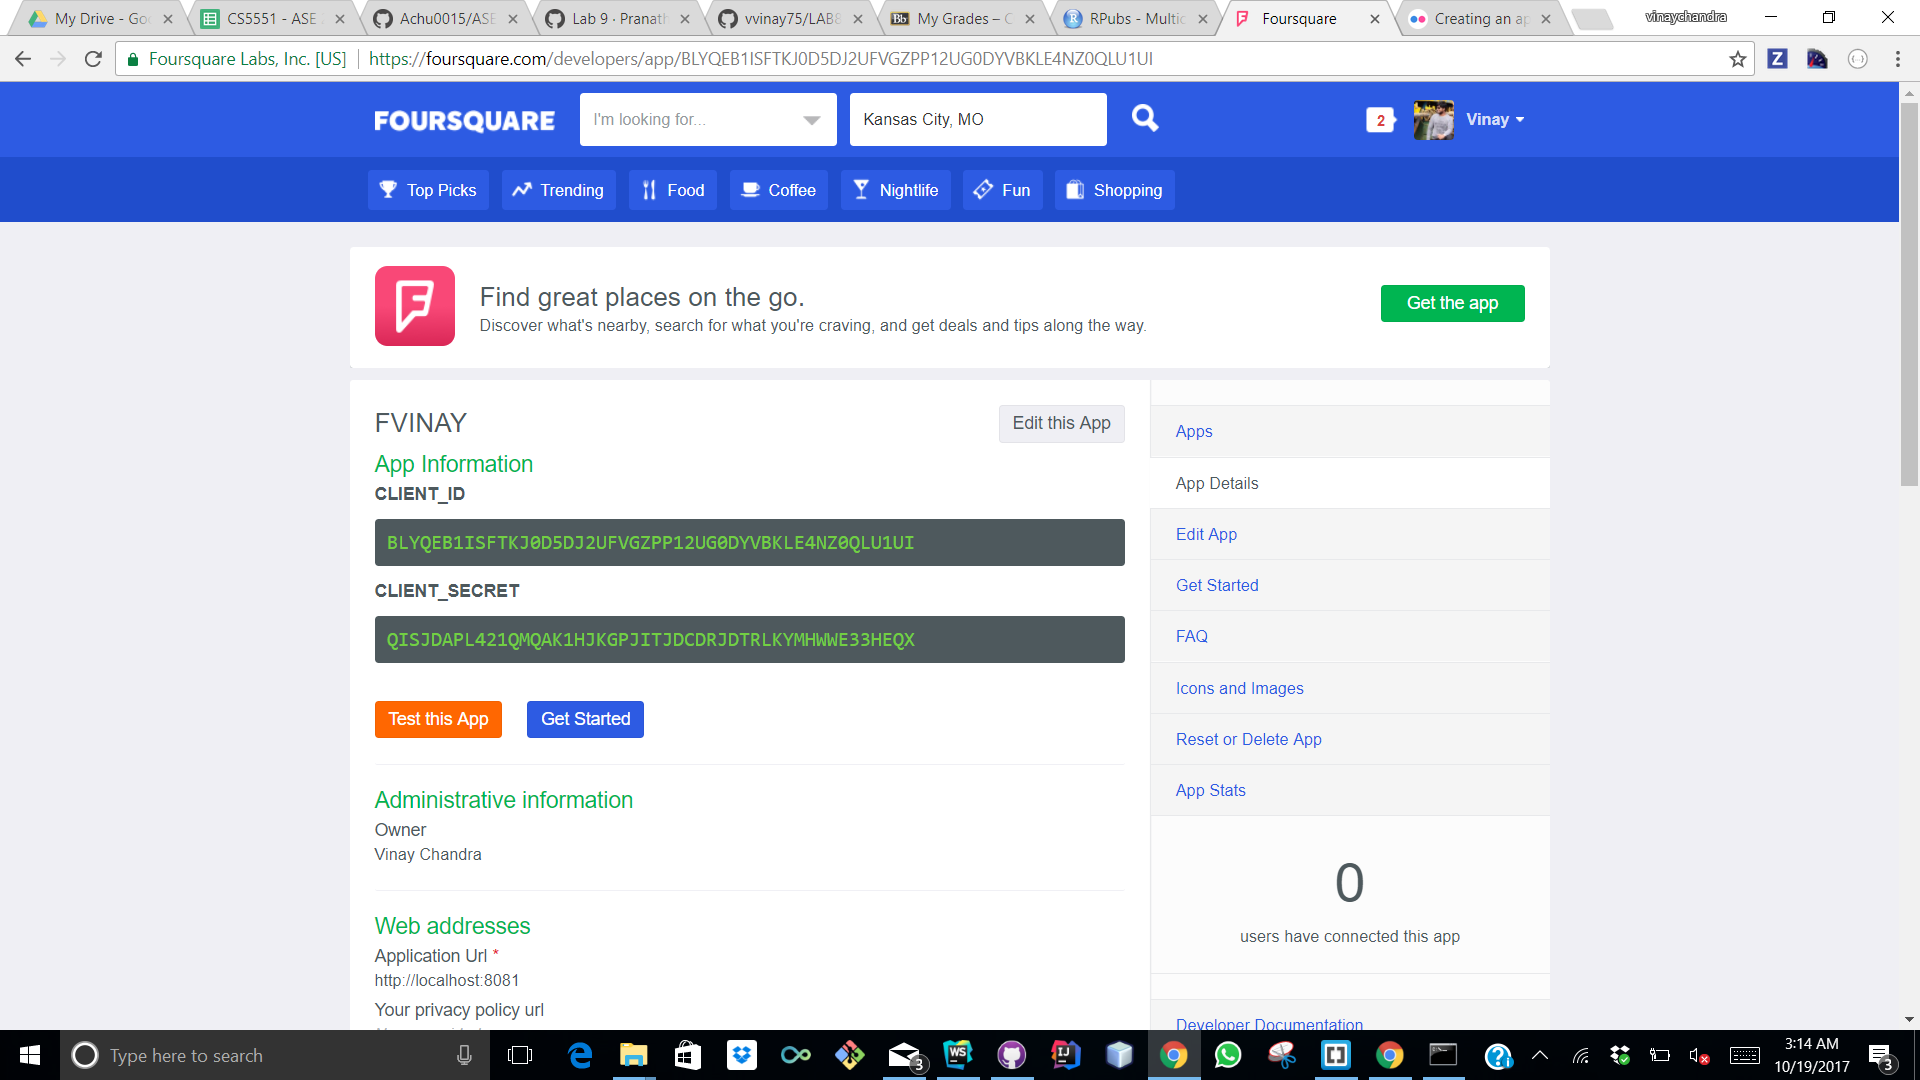 My Drive - Goo
CS5551 - ASE
Achu0015/ASE
Lab 9 · Pranath
vvinay75/LAB8
My Grades – C
RPubs - Multic
Foursquare
Creating an ap
vinaychandra
Foursquare Labs, Inc. [US]
https://foursquare.com/developers/app/BLYQEB1ISFTKJ0D5DJ2UFVGZPP12UG0DYVBKLE4NZ0QLU1UI
FOURSQUARE
I'm looking for...
Kansas City, MO
2
Vinay
Top Picks
Trending
Food
Coffee
Nightlife
Fun
Shopping
Find great places on the go.
Discover what's nearby, search for what you're craving, and get deals and tips along the way.
Get the app
FVINAY
Edit this App
App Information
CLIENT_ID
BLYQEB1ISFTKJ0D5DJ2UFVGZPP12UG0DYVBKLE4NZ0QLU1UI
CLIENT_SECRET
QISJDAPL421QMQAK1HJKGPJITJDCDRJDTRLKYMHWWE33HEQX
Test this App
Get Started
Administrative information
Owner
Vinay Chandra
Web addresses
Application Url *
http://localhost:8081
Your privacy policy url
Apps
App Details
Edit App
Get Started
FAQ
Icons and Images
Reset or Delete App
App Stats
0
users have connected this app
Developer Documentation
Type here to search
3
WS
IJ
3:14 AM
10/19/2017
3